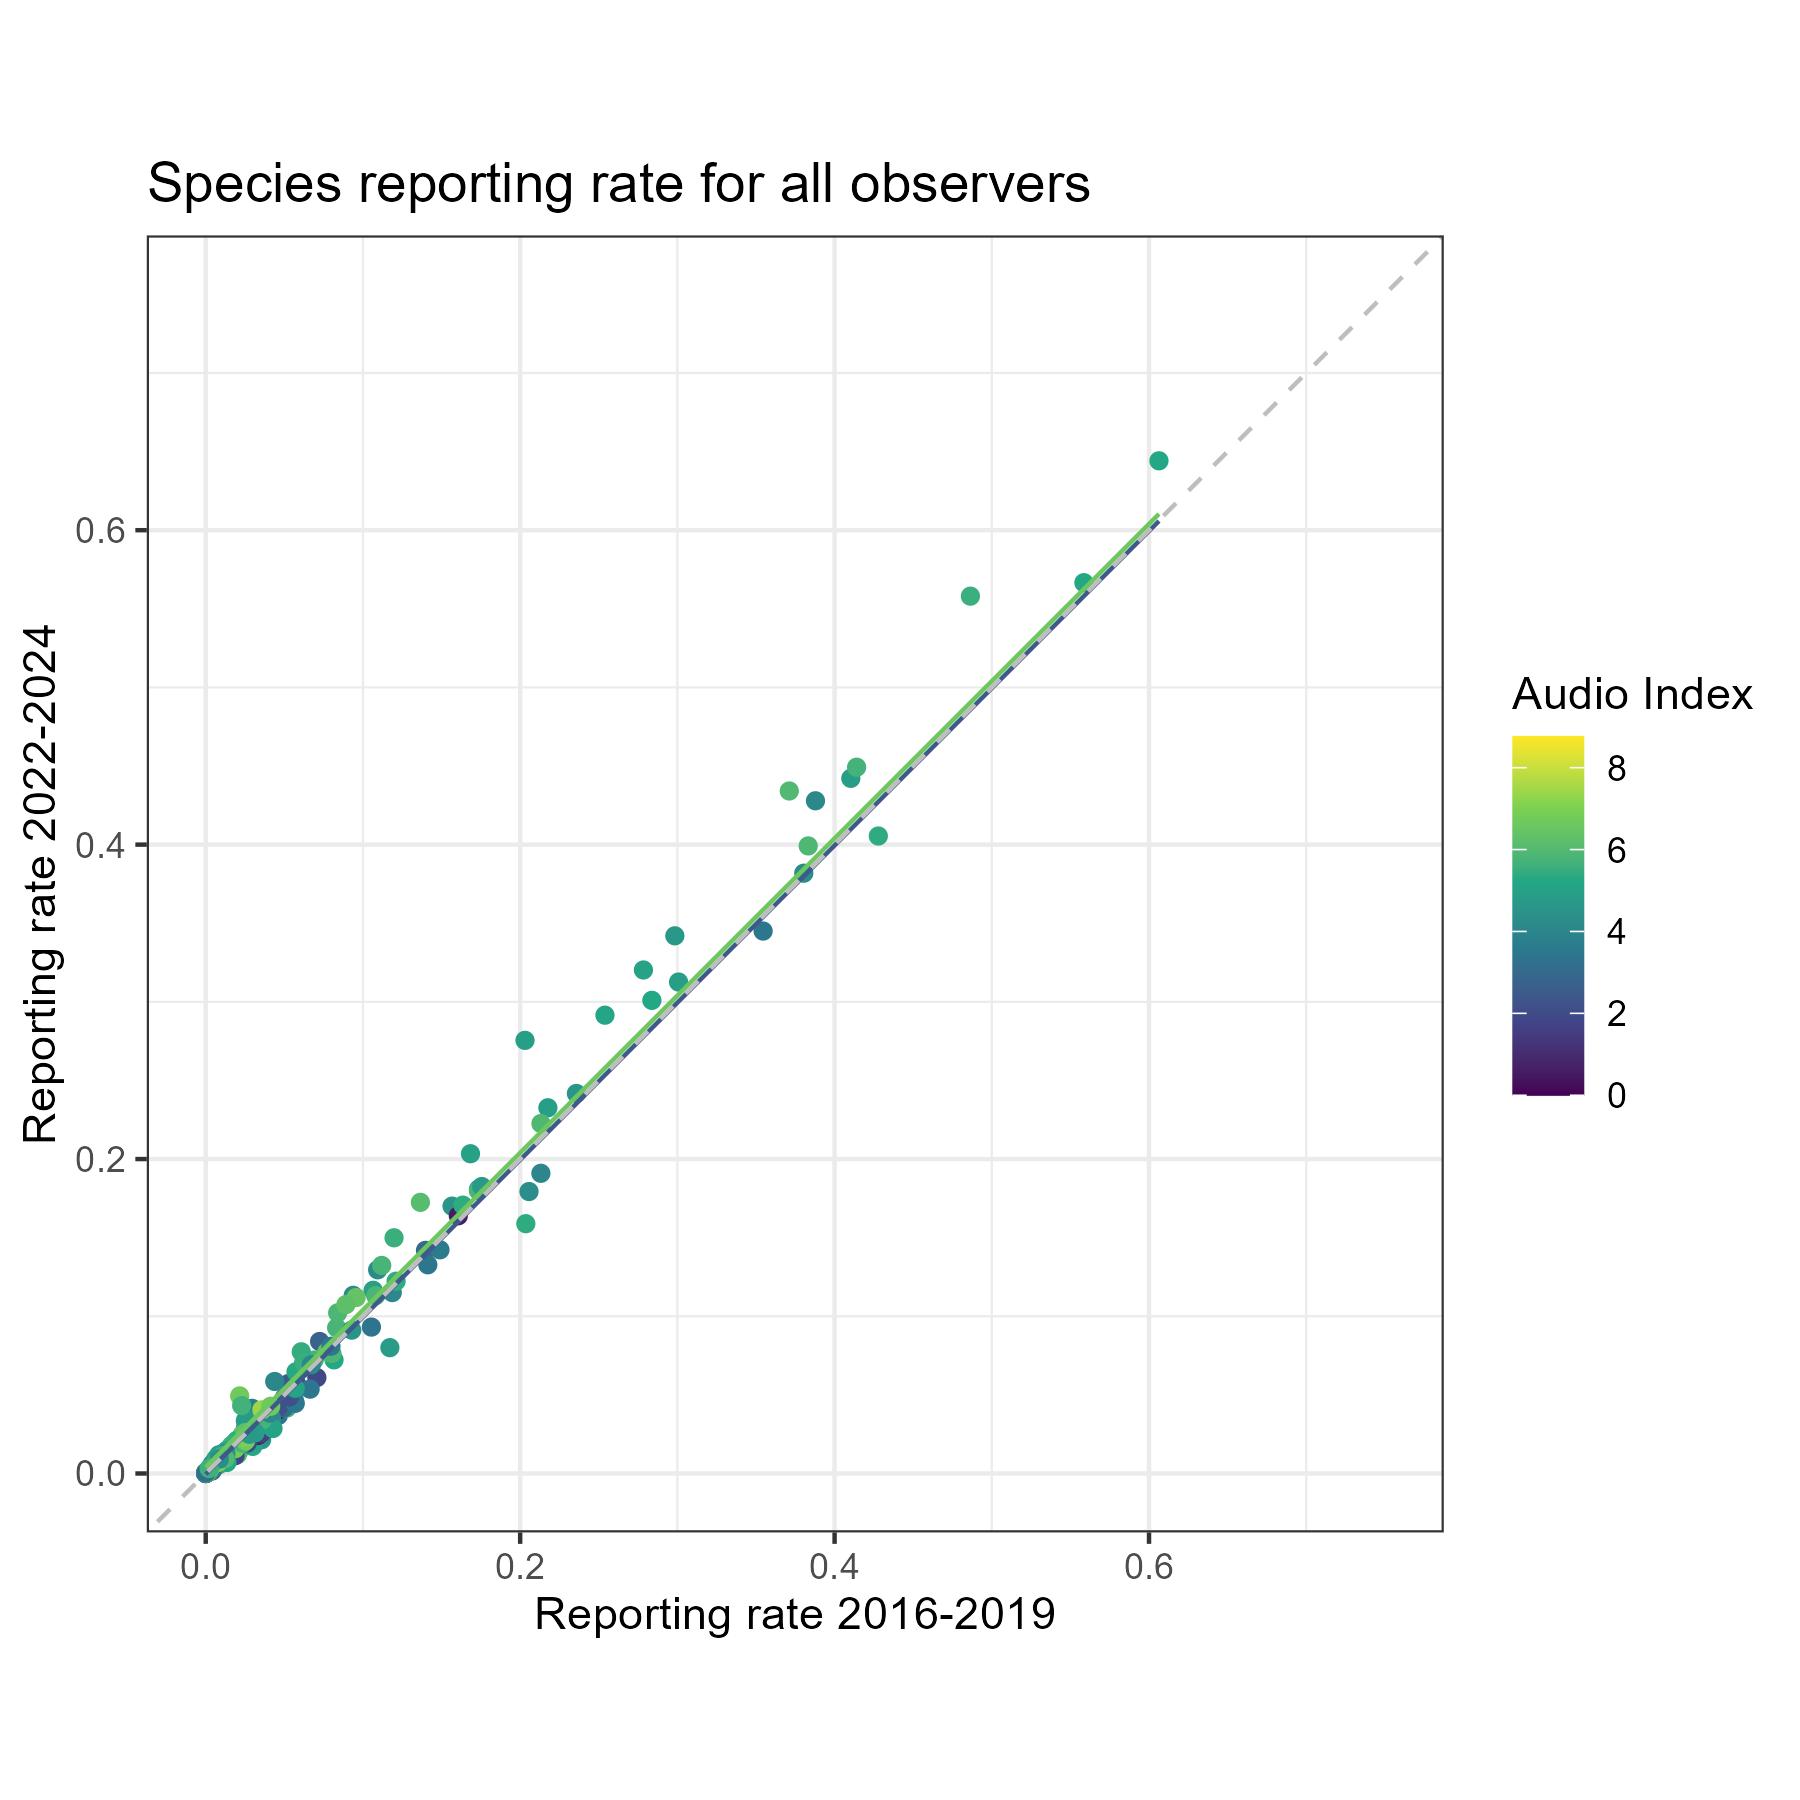 Species reporting rate for all observers
Reporting rate 2022-2024
0.6
0.4
0.2
0.0
0.0 0.2 0.4 0.6
Reporting rate 2016-2019
Audio Index
8
6
4
2
0